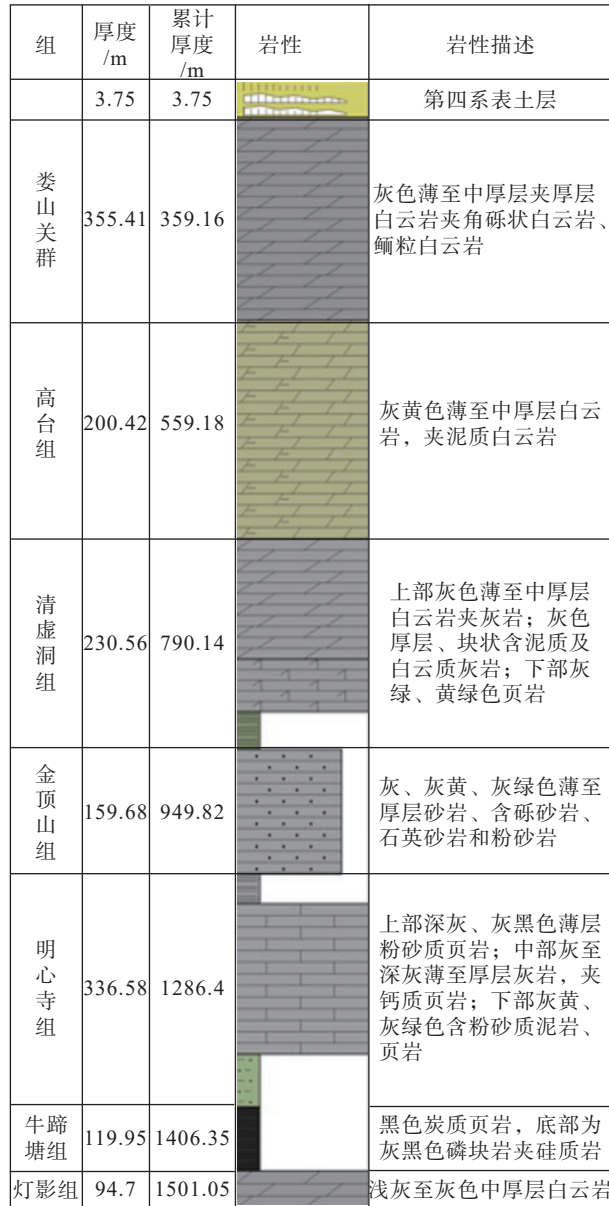 组
厚度
/m
累计
厚度
/m
岩性
岩性描述
3.75
3.75
第四系表土层
娄
山
关
群
355.41
359.16
灰色薄至中厚层夹厚层
白云岩夹角砾状白云岩、
鲕粒白云岩
高
台
组
200.42
559.18
灰黄色薄至中厚层白云
岩，夹泥质白云岩
清
虚
洞
组
230.56
790.14
上部灰色薄至中厚层
白云岩夹灰岩；灰色
厚层、块状含泥质及
白云质灰岩；下部灰
绿、黄绿色页岩
金
顶
山
组
159.68
949.82
灰、灰黄、灰绿色薄至
厚层砂岩、含砾砂岩、
石英砂岩和粉砂岩
明
心
寺
组
336.58
1286.4
上部深灰、灰黑色薄层
粉砂质页岩；中部灰至
深灰薄至厚层灰岩，夹
钙质页岩；下部灰黄、
灰绿色含粉砂质泥岩、
页岩
牛蹄
塘组
119.95
1406.35
黑色炭质页岩，底部为
灰黑色磷块岩夹硅质岩
灯影组
94.7
1501.05
浅灰至灰色中厚层白云岩